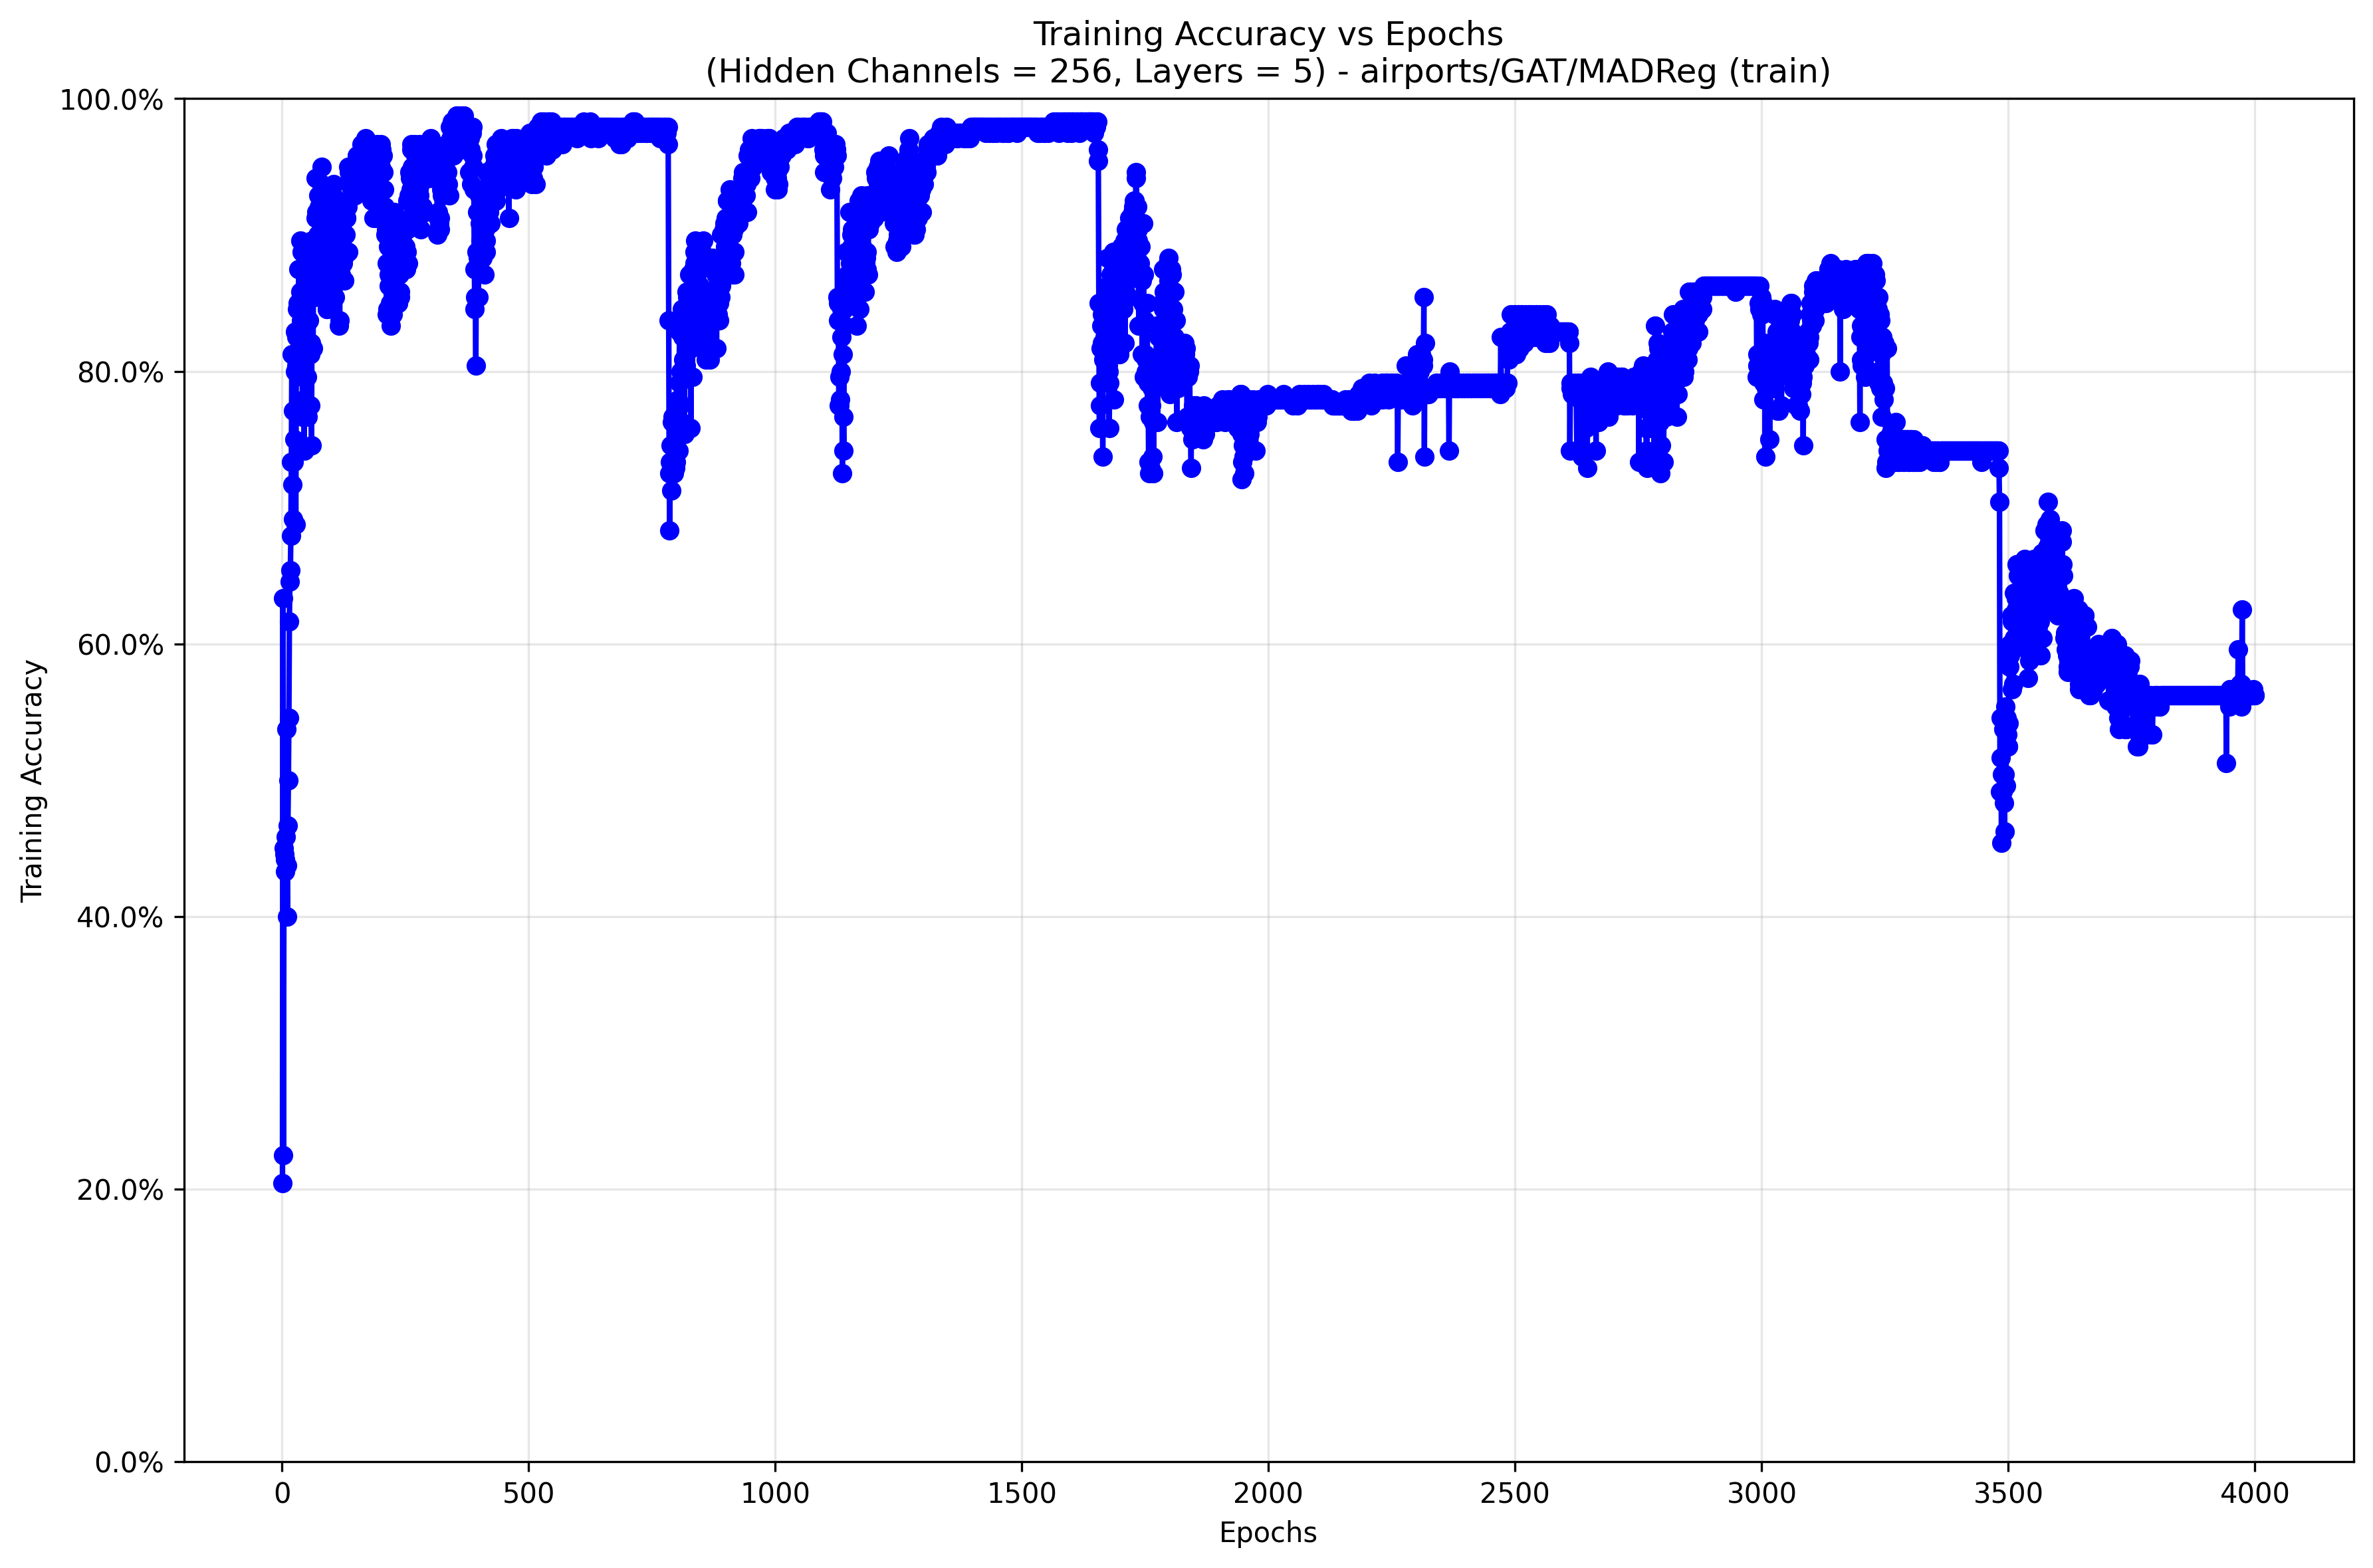 Training Accuracy vs Epochs
(Hidden Channels = 256, Layers = 5) - airports/GAT/MADReg (train)
100.0%
80.0%
60.0%
40.0%
20.0%
0.0%
Training Accuracy
0 500 1000 1500 2000 2500 3000 3500 4000
Epochs